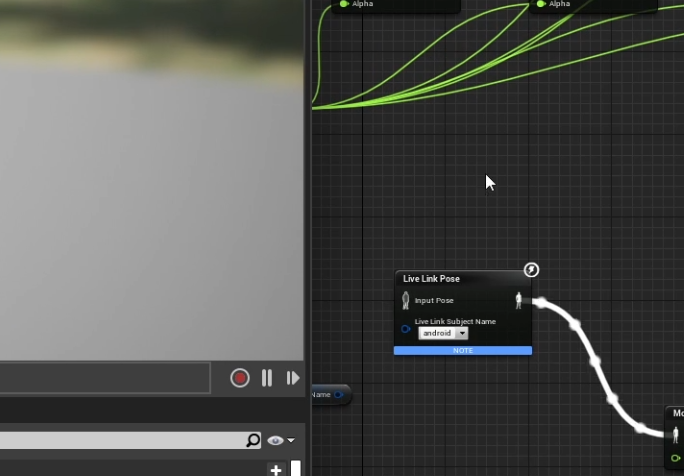 Alpha
Alpha
Live Link Pose
Input Pose
Live Link Subject Name
android
NOTE
Name
Mo